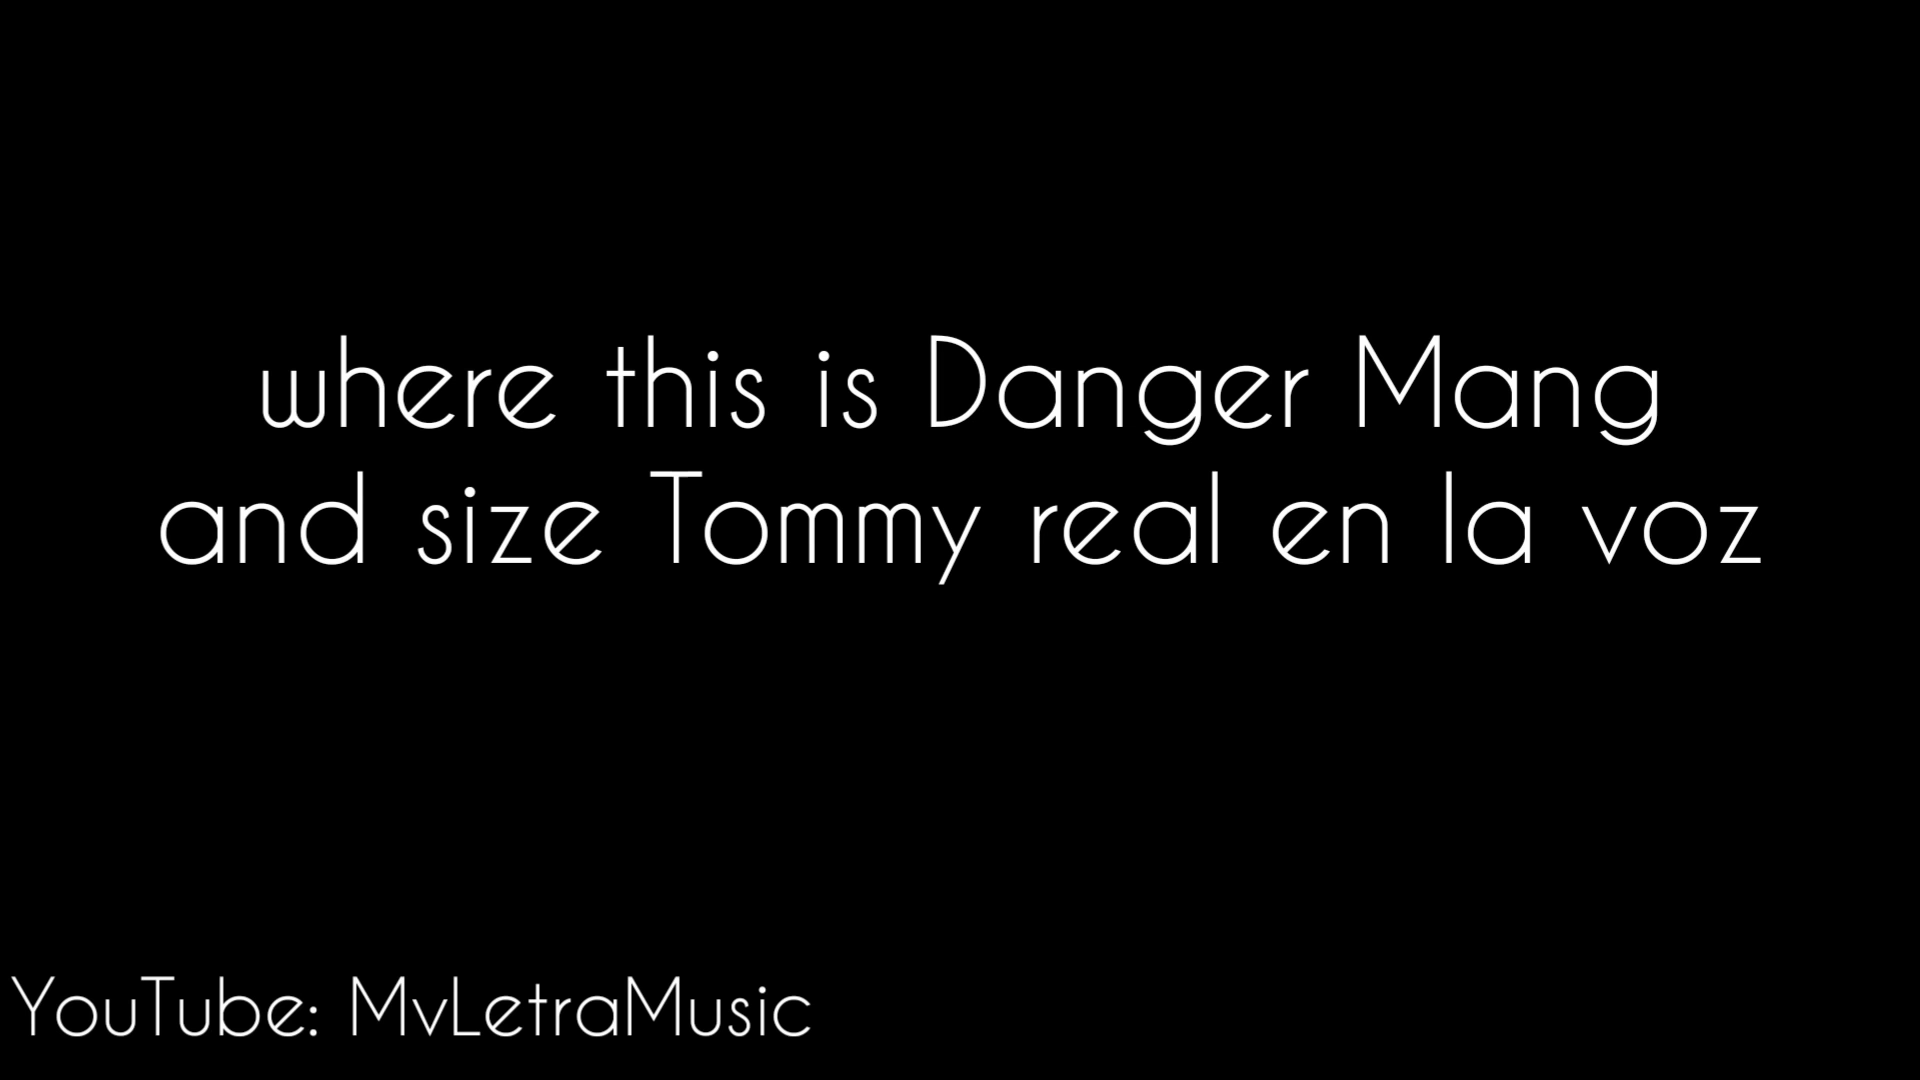 where this is Danger Mang
and size Tommy real en la voz
YouTube: MvLetraMusic